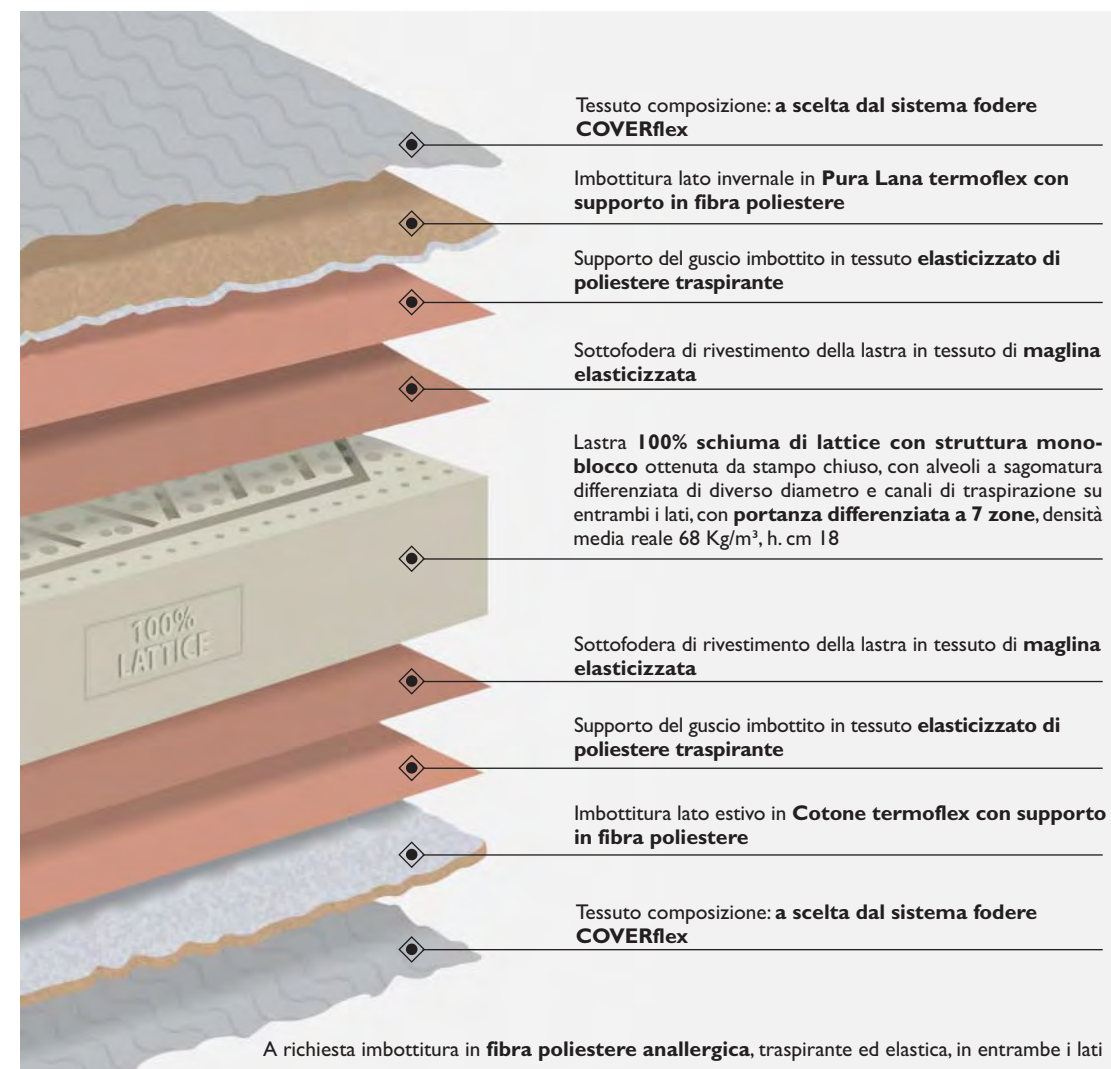 Tessuto composizione: a scelta dal sistema fodere
COVERflex
Imbottitura lato invernale in Pura Lana termoflex con
supporto in fibra poliestere
Supporto del guscio imbottito in tessuto elasticizzato di
poliestere traspirante
Sottofodera di rivestimento della lastra in tessuto di maglina
elasticizzata
Lastra 100% schiuma di lattice con struttura mono-
blocco ottenuta da stampo chiuso, con alveoli a sagomatura
differenziata di diverso diametro e canali di traspirazione su
entrambi i lati, con portanza differenziata a 7 zone, densità
media reale 68 Kg/m³, h. cm 18
100%
LATTICE
Sottofodera di rivestimento della lastra in tessuto di maglina
elasticizzata
Supporto del guscio imbottito in tessuto elasticizzato di
poliestere traspirante
Imbottitura lato estivo in Cotone termoflex con supporto
in fibra poliestere
Tessuto composizione: a scelta dal sistema fodere
COVERflex
A richiesta imbottitura in fibra poliestere anallergica, traspirante ed elastica, in entrambe i lati